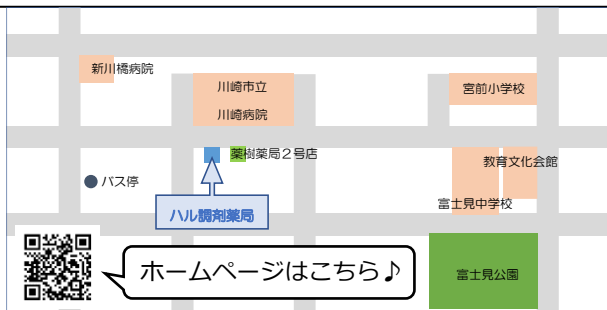 新川橋病院
川崎市立
川崎病院
宮前小学校
薬樹薬局２号店
教育文化会館
バス停
富士見中学校
ハル調剤薬局
ホームページはこちら♪
富士見公園